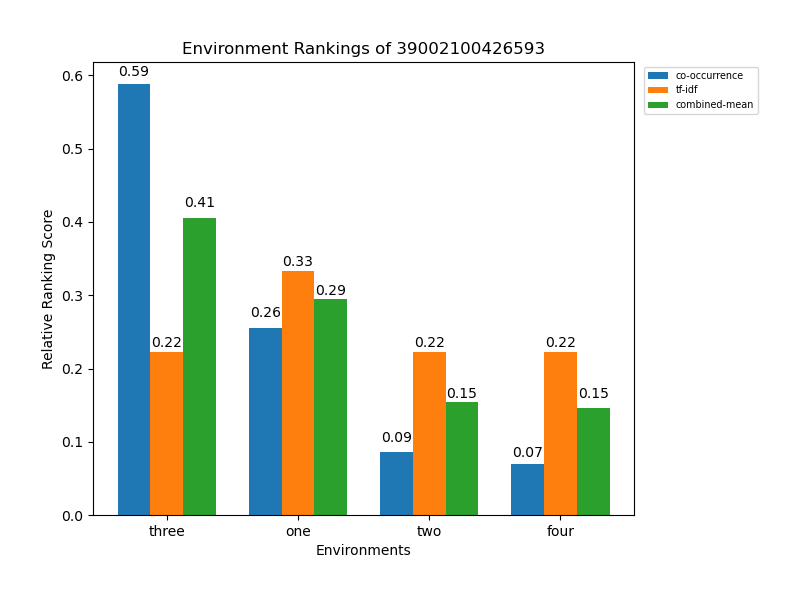 Environment Rankings of 39002100426593
co-occurrence
tf-idf
combined-mean
Relative Ranking Score
0.6
0.5
0.4
0.3
0.2
0.1
0.0
0.59
0.22
0.41
0.26
0.33
0.29
0.09
0.22
0.15
0.07
0.22
0.15
three one two four
Environments